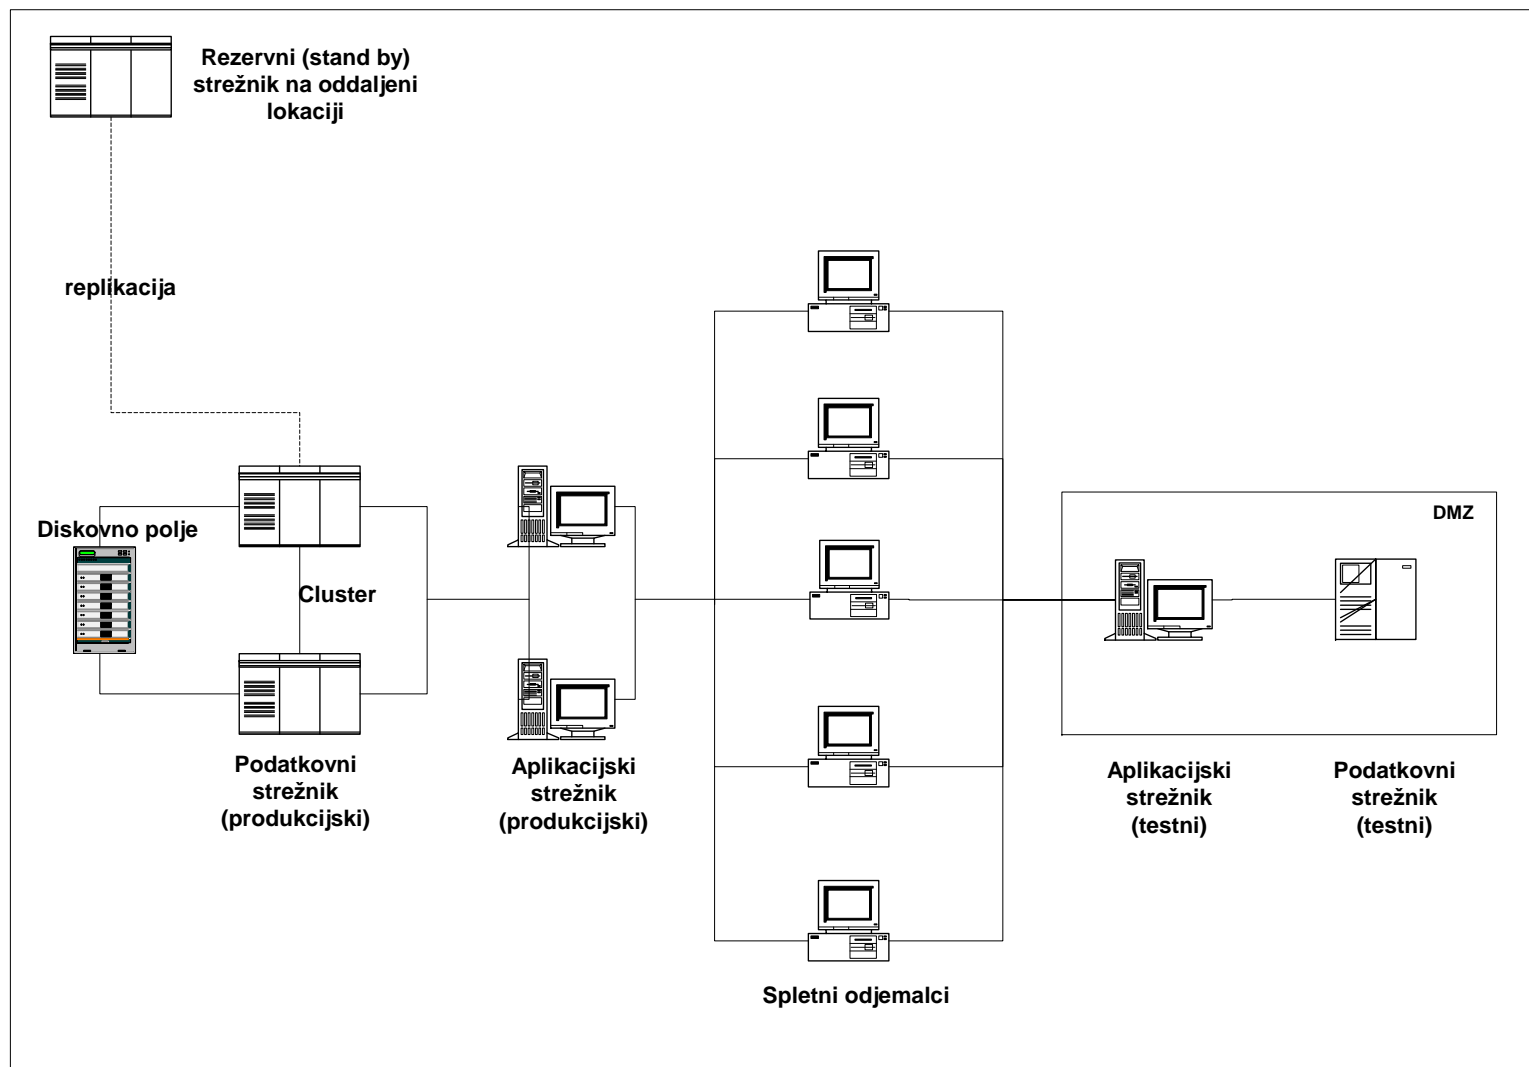 Rezervni (stand by)
strežnik na oddaljeni
lokaciji
replikacija
Diskovno polje
Cluster
DMZ
Podatkovni
strežnik
(produkcijski)
Aplikacijski
strežnik
(produkcijski)
Aplikacijski
strežnik
(testni)
Podatkovni
strežnik
(testni)
Spletni odjemalci